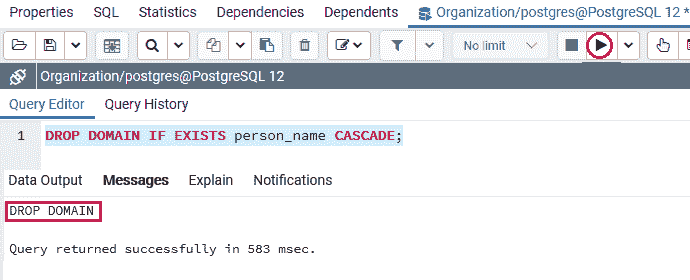 Properties SQL Statistics Dependencies Dependents Organization/postgres@PostgreSQL 12 *
No limit
Organization/postgres@PostgreSQL 12
Query Editor Query History
1 DROP DOMAIN IF EXISTS person_name CASCADE;
Data Output Messages Explain Notifications
DROP DOMAIN
Query returned successfully in 583 msec.